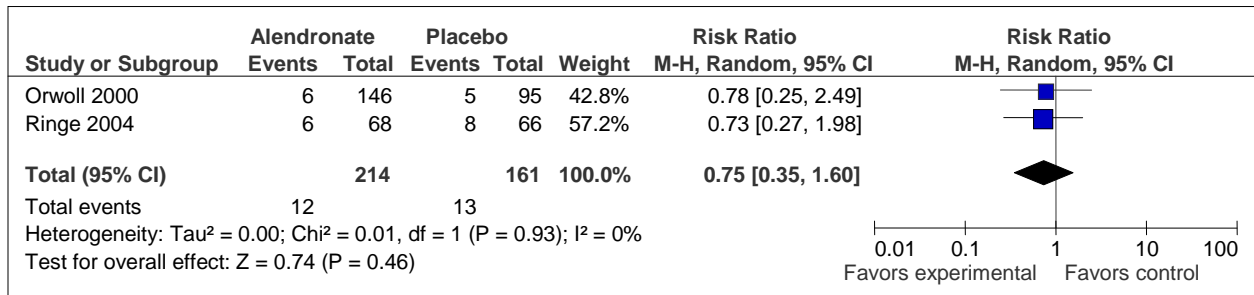 Alendronate Placebo Risk Ratio Risk Ratio
Study or Subgroup Events Total Events Total Weight M-H, Random, 95% CI M-H, Random, 95% CI
Orwoll 2000 6 146 5 95 42.8% 0.78 [0.25, 2.49]
Ringe 2004 6 68 8 66 57.2% 0.73 [0.27, 1.98]
Total (95% CI) 214 161 100.0% 0.75 [0.35, 1.60]
Total events 12 13
Heterogeneity: Tau² = 0.00; Chi² = 0.01, df = 1 (P = 0.93); I² = 0%
Test for overall effect: Z = 0.74 (P = 0.46)
0.01 0.1 1 10 100
Favors experimental Favors control